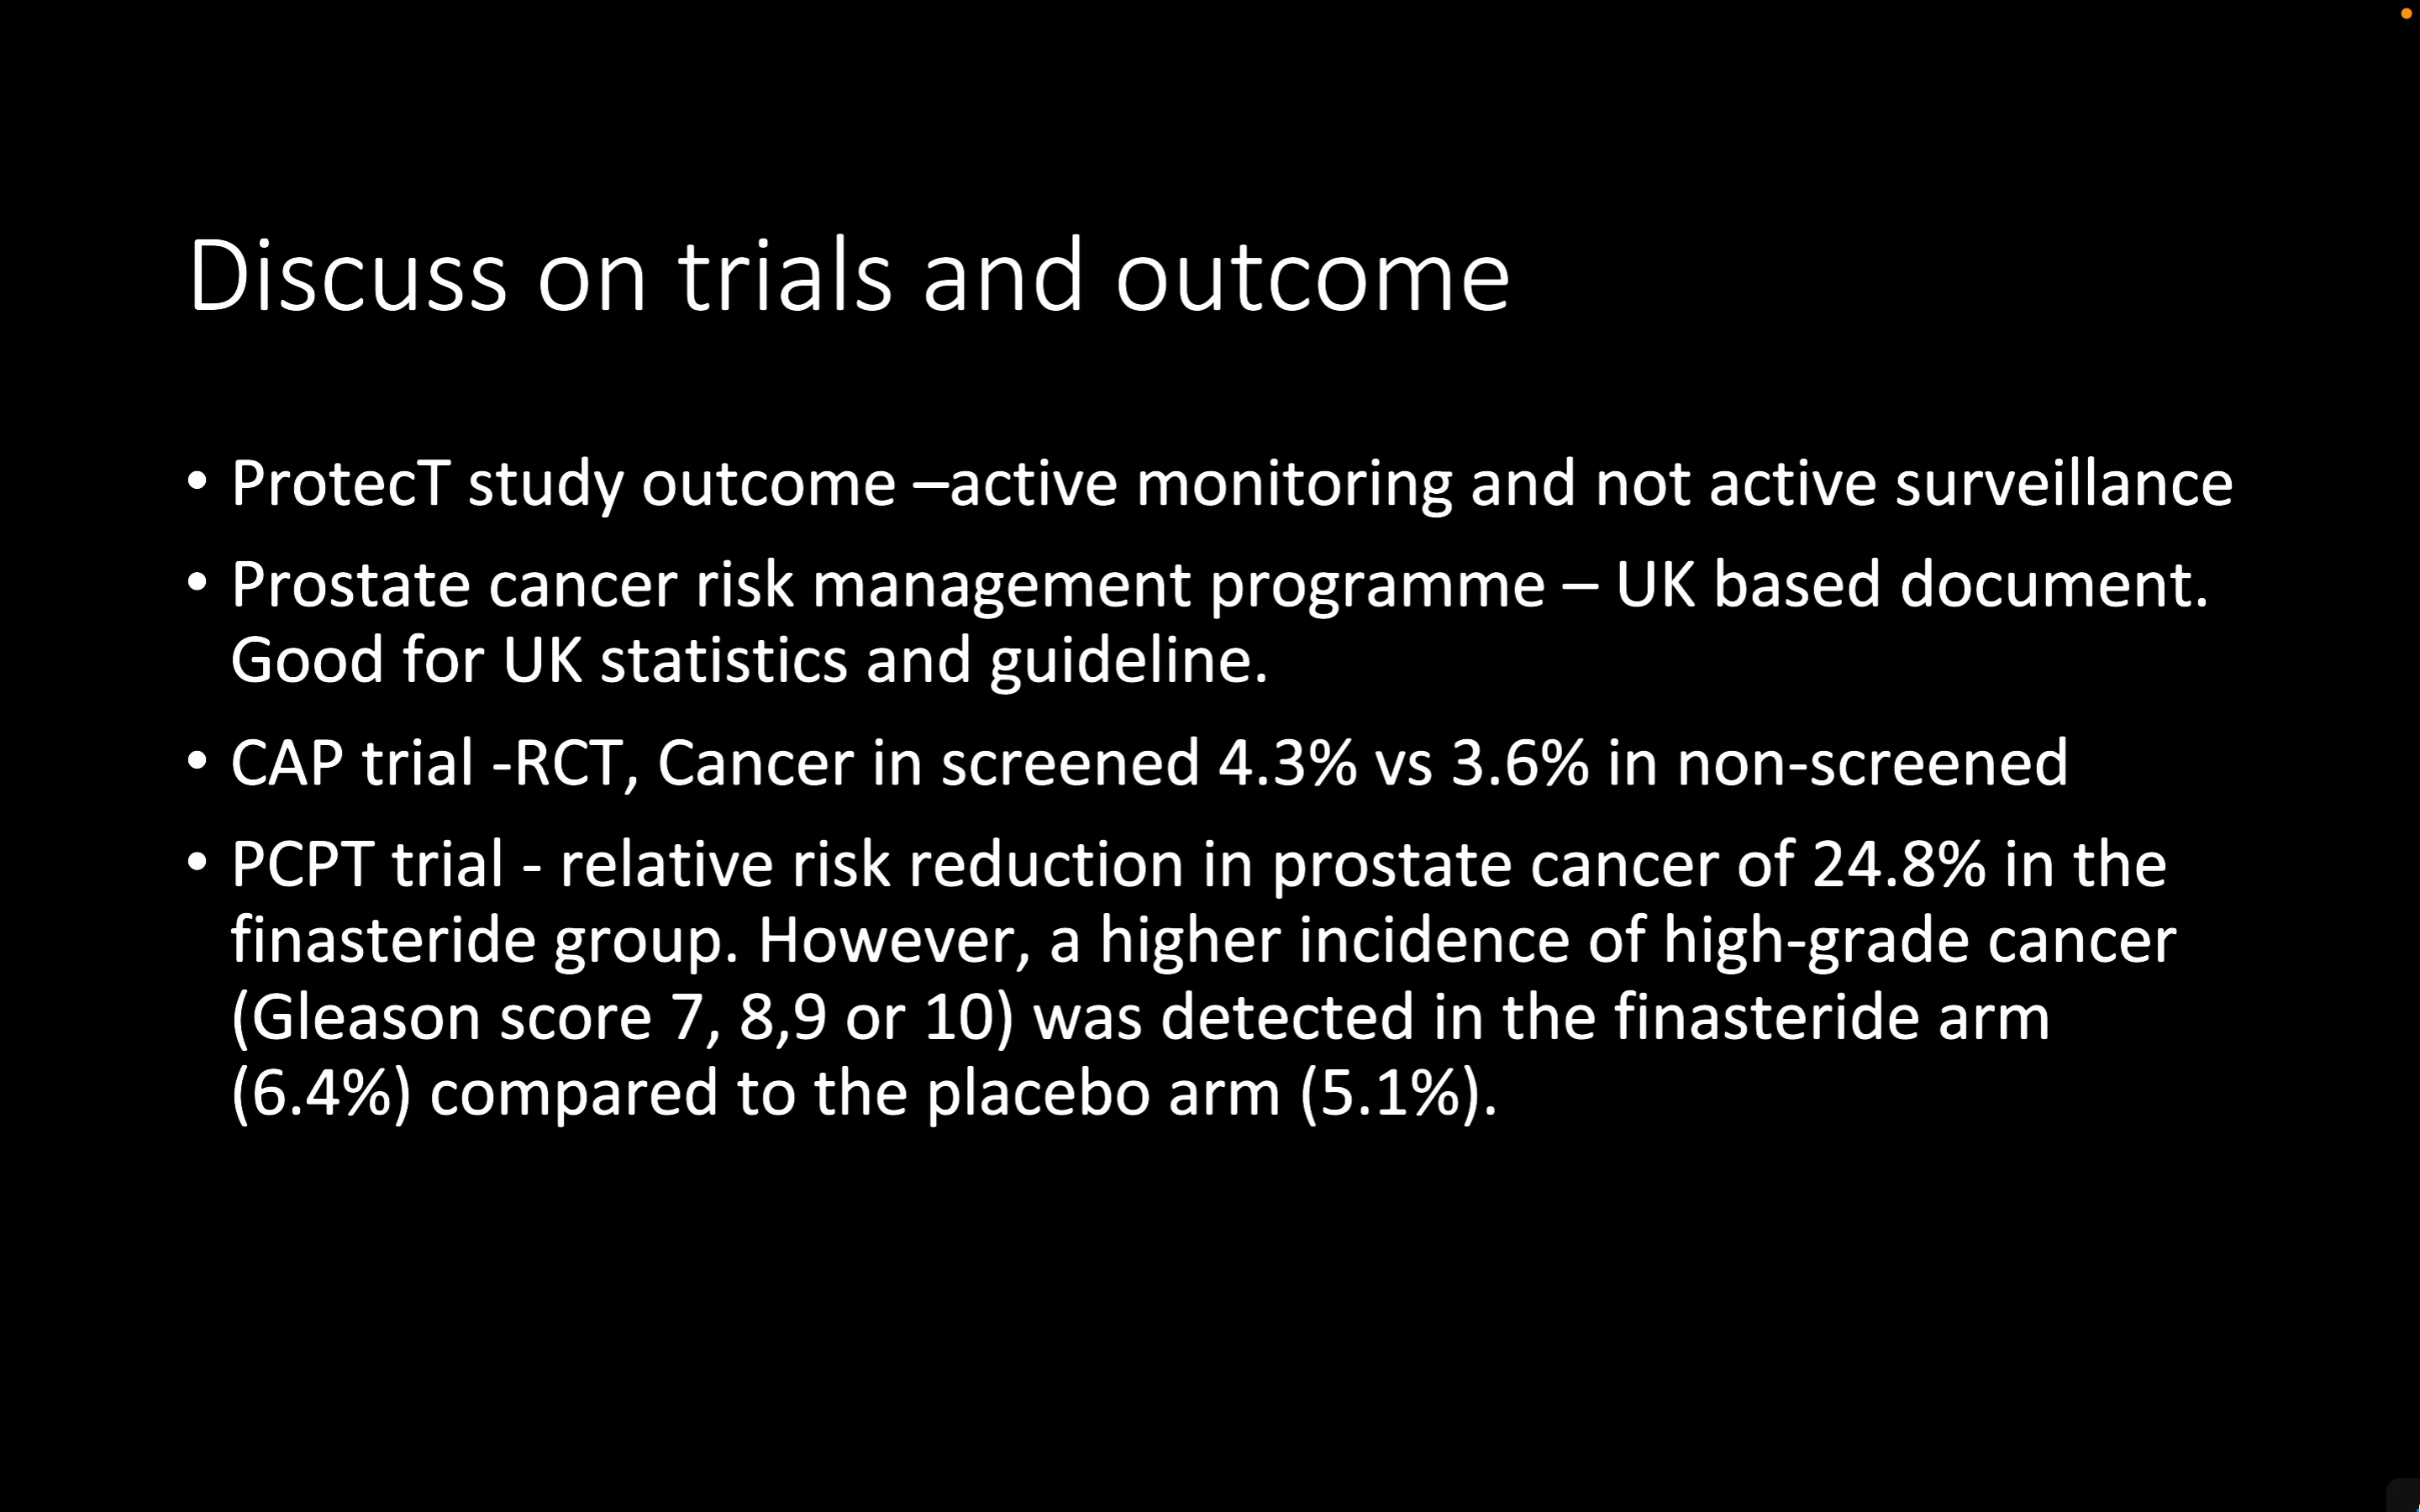 Discuss on trials and outcome
• ProtecT study outcome –active monitoring and not active surveillance
• Prostate cancer risk management programme – UK based document.
Good for UK statistics and guideline.
• CAP trial -RCT, Cancer in screened 4.3% vs 3.6% in non-screened
• PCPT trial - relative risk reduction in prostate cancer of 24.8% in the
finasteride group. However, a higher incidence of high-grade cancer
(Gleason score 7, 8,9 or 10) was detected in the finasteride arm
(6.4%) compared to the placebo arm (5.1%).